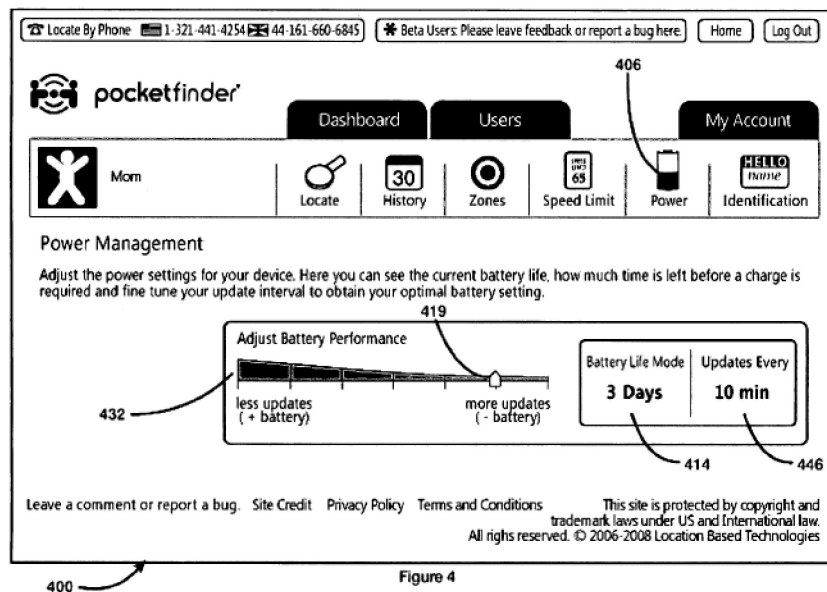 Locate By Phone 1-321-441-4254 44-161-660-6845 Beta Users: Please leave feedback or report a bug here. Home Log Out
406
pocketfinder
Dashboard Users My Account
Mom
30
SPEED LIMIT 65
HELLO name
Locate History Zones Speed Limit Power Identification
Power Management
Adjust the power settings for your device. Here you can see the current battery life, how much time is left before a charge is
required and fine tune your update interval to obtain your optimal battery setting.
419
Adjust Battery Performance
Battery Life Mode Updates Every
3 Days 10 min
432
less updates more updates
( + battery) ( - battery)
414 446
Leave a comment or report a bug. Site Credit Privacy Policy Terms and Conditions This site is protected by copyright and
trademark laws under US and International law.
All righs reserved. © 2006-2008 Location Based Technologies
400
Figure 4